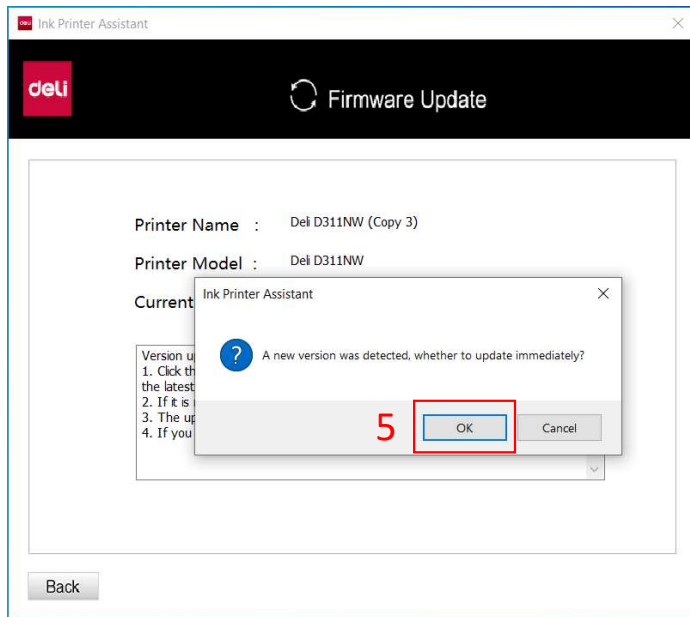 Ink Printer Assistant
deli
Firmware Update
Printer Name : Deli D311NW (Copy 3)
Printer Model : Deli D311NW
Current
Ink Printer Assistant
A new version was detected, whether to update immediately?
5
OK
Cancel
Version
1. Click
the latest
2. If it is
3. The
4. If you
Back